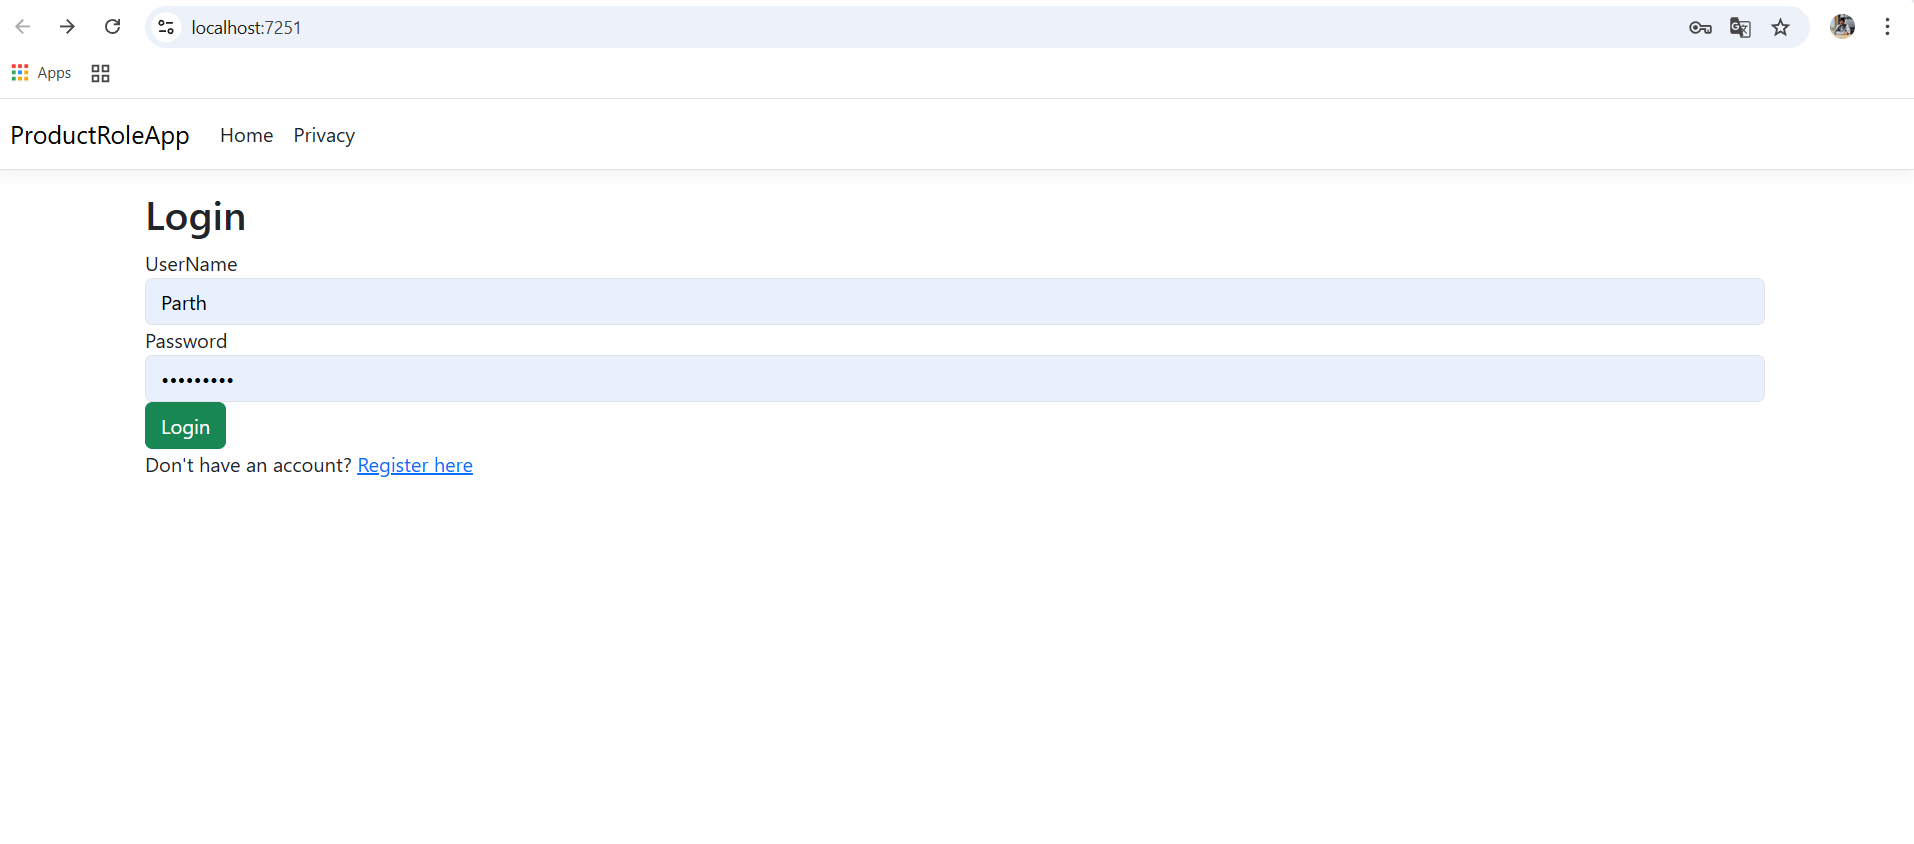 localhost:7251
Apps
ProductRoleApp Home Privacy
Login
UserName
Parth
Password
•••••••••
Login
Don't have an account? Register here